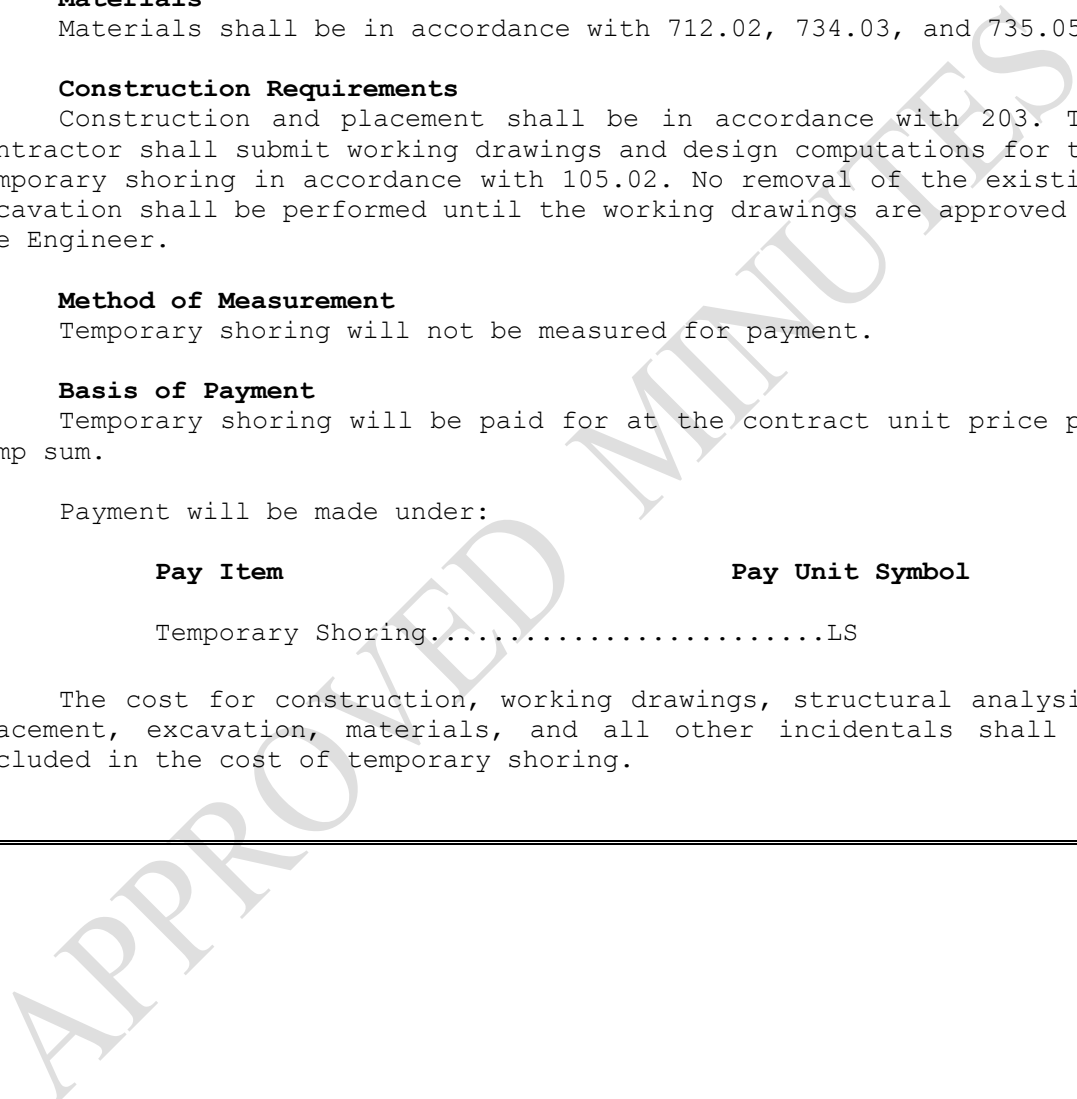 Materials
Materials shall be in accordance with 712.02, 734.03, and 735.05
Construction Requirements
Construction and placement shall be in accordance with 203. T
ntractor shall submit working drawings and design computations for t
mporary shoring in accordance with 105.02. No removal of the existi
cavation shall be performed until the working drawings are approved
e Engineer.
Method of Measurement
Temporary shoring will not be measured for payment.
Basis of Payment
Temporary shoring will be paid for at the contract unit price p
mp sum.
Payment will be made under:
Pay Item Pay Unit Symbol
Temporary Shoring.........................LS
The cost for construction, working drawings, structural analysi
acement, excavation, materials, and all other incidentals shall
cluded in the cost of temporary shoring.
APPROVED MINUTES